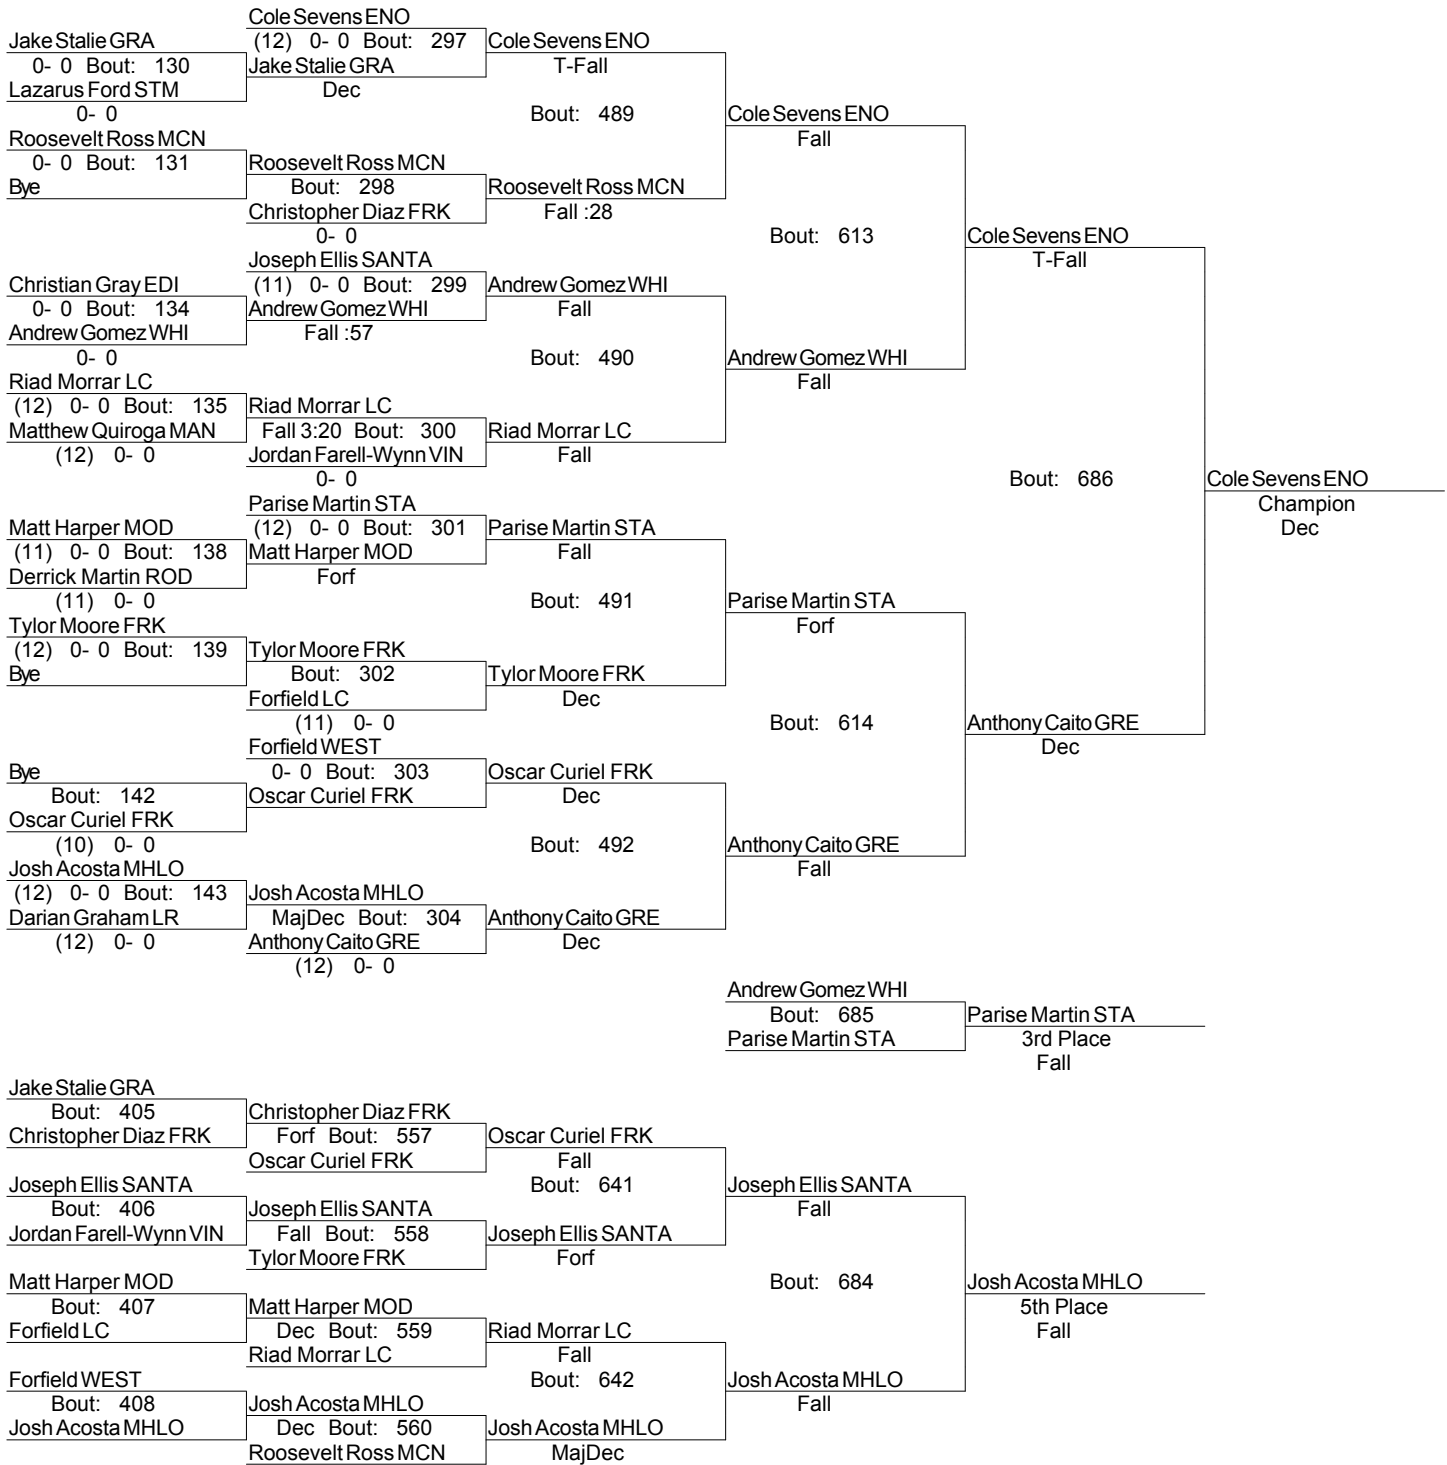 Cole Sevens ENO
Jake Stalie GRA (12) 0- 0 Bout: 297 Cole Sevens ENO
0- 0 Bout: 130 Jake Stalie GRA T-Fall
Lazarus Ford STM Dec
0- 0 Bout: 489 Cole Sevens ENO
Roosevelt Ross MCN Fall
0- 0 Bout: 131 Roosevelt Ross MCN
Bye Bout: 298 Roosevelt Ross MCN
Christopher Diaz FRK Fall :28
0- 0 Bout: 613 Cole Sevens ENO
Joseph Ellis SANTA T-Fall
Christian Gray EDI (11) 0- 0 Bout: 299 Andrew Gomez WHI
0- 0 Bout: 134 Andrew Gomez WHI Fall
Andrew Gomez WHI Fall :57
0- 0 Bout: 490 Andrew Gomez WHI
Riad Morrar LC Fall
(12) 0- 0 Bout: 135 Riad Morrar LC
Matthew Quiroga MAN Fall 3:20 Bout: 300 Riad Morrar LC
(12) 0- 0 Jordan Farell-Wynn VIN Fall
0- 0 Bout: 686 Cole Sevens ENO
Parise Martin STA Champion
Matt Harper MOD (12) 0- 0 Bout: 301 Parise Martin STA Dec
(11) 0- 0 Bout: 138 Matt Harper MOD Fall
Derrick Martin ROD Forf
(11) 0- 0 Bout: 491 Parise Martin STA
Tylor Moore FRK Forf
(12) 0- 0 Bout: 139 Tylor Moore FRK
Bye Bout: 302 Tylor Moore FRK
Forfield LC Dec
(11) 0- 0 Bout: 614 Anthony Caito GRE
Forfield WEST Dec
Bye 0- 0 Bout: 303 Oscar Curiel FRK
Bout: 142 Oscar Curiel FRK Dec
Oscar Curiel FRK
(10) 0- 0 Bout: 492 Anthony Caito GRE
Josh Acosta MHLO Fall
(12) 0- 0 Bout: 143 Josh Acosta MHLO
Darian Graham LR MajDec Bout: 304 Anthony Caito GRE
(12) 0- 0 Anthony Caito GRE Dec
(12) 0- 0
Andrew Gomez WHI
Bout: 685 Parise Martin STA
Parise Martin STA 3rd Place
Fall
Jake Stalie GRA
Bout: 405 Christopher Diaz FRK
Christopher Diaz FRK Forf Bout: 557 Oscar Curiel FRK
Oscar Curiel FRK Fall
Joseph Ellis SANTA Bout: 641 Joseph Ellis SANTA
Bout: 406 Joseph Ellis SANTA Fall
Jordan Farell-Wynn VIN Fall Bout: 558 Joseph Ellis SANTA
Tylor Moore FRK Forf
Matt Harper MOD Bout: 684 Josh Acosta MHLO
Bout: 407 Matt Harper MOD 5th Place
Forfield LC Dec Bout: 559 Riad Morrar LC Fall
Riad Morrar LC Fall
Forfield WEST Bout: 642 Josh Acosta MHLO
Bout: 408 Josh Acosta MHLO Fall
Josh Acosta MHLO Dec Bout: 560 Josh Acosta MHLO
Roosevelt Ross MCN MajDec